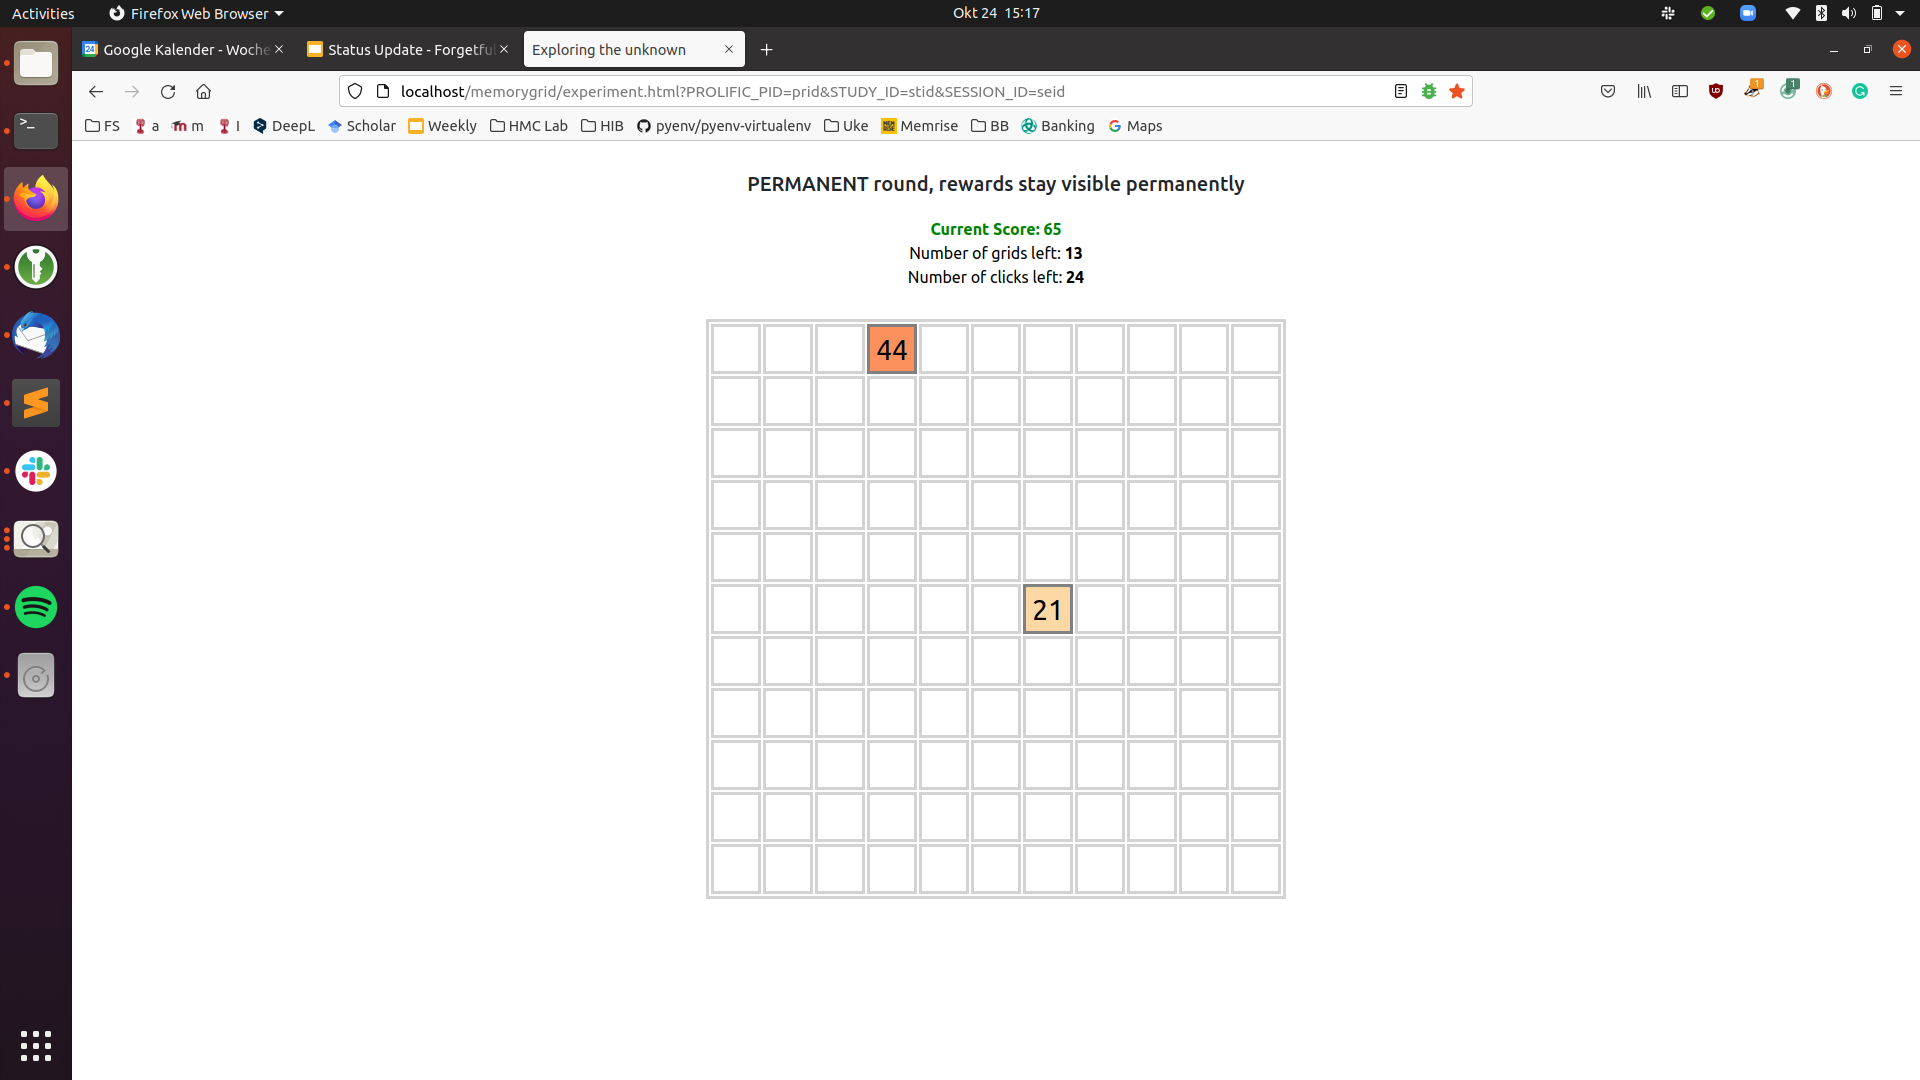 Activities Firefox Web Browser Okt 24 15:17
Google Kalender - Woche Status Update - Forgetful Exploring the unknown
localhost/memorygrid/experiment.html?PROLIFIC_PID=prid&STUDY_ID=stid&SESSION_ID=seid
FS a m I DeepL Scholar Weekly HMC Lab HIB pyenv/pyenv-virtualenv Uke Memrise BB Banking Maps
PERMANENT round, rewards stay visible permanently
Current Score: 65
Number of grids left: 13
Number of clicks left: 24
44
21